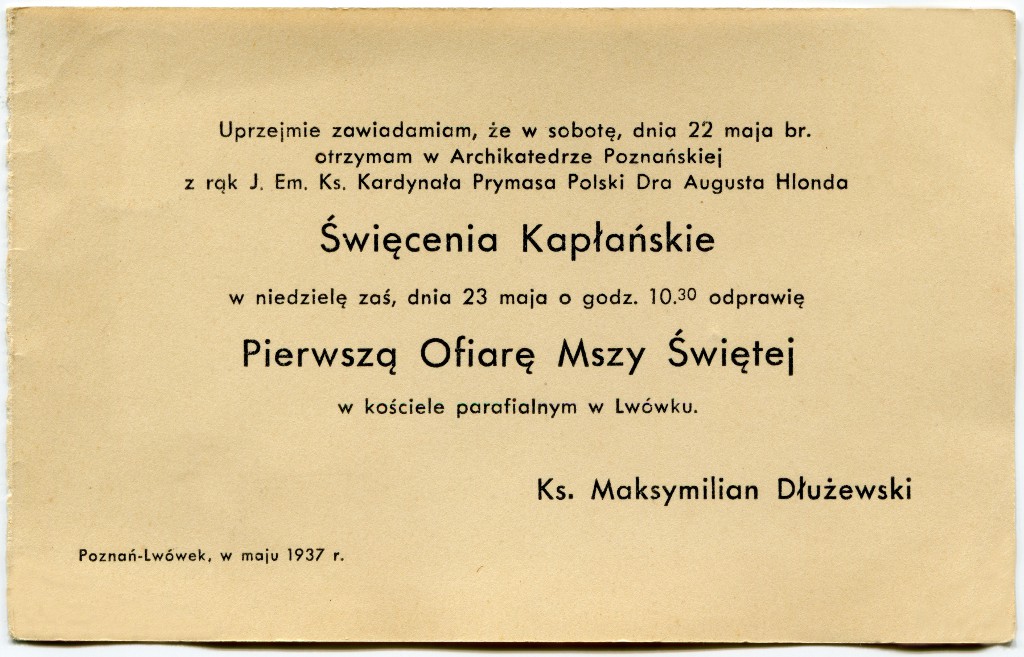 Uprzejmie zawiadamiam, że w sobotę, dnia 22 maja br.
otrzymam w Archikatedrze Poznańskiej
z rąk J. Em. Ks. Kardynała Prymasa Polski Dra Augusta Hlonda
Święcenia Kapłańskie
w niedzielę zaś, dnia 23 maja o godz. 10.30 odprawię
Pierwszą Ofiarę Mszy Świętej
w kościele parafialnym w Lwówku.
Ks. Maksymilian Dłużewski
Poznań-Lwówek, w maju 1937 r.